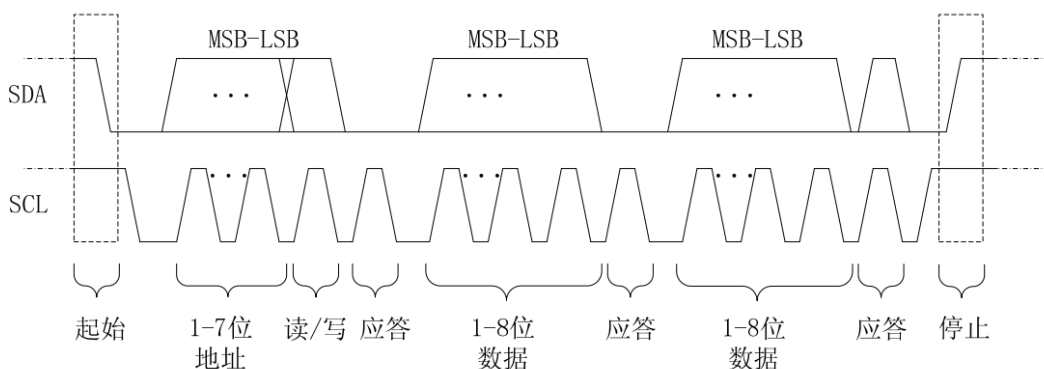 MSB-LSB
MSB-LSB
MSB-LSB
SDA
SCL
起始
1-7位
地址
读/写
应答
1-8位
数据
应答
1-8位
数据
应答
停止